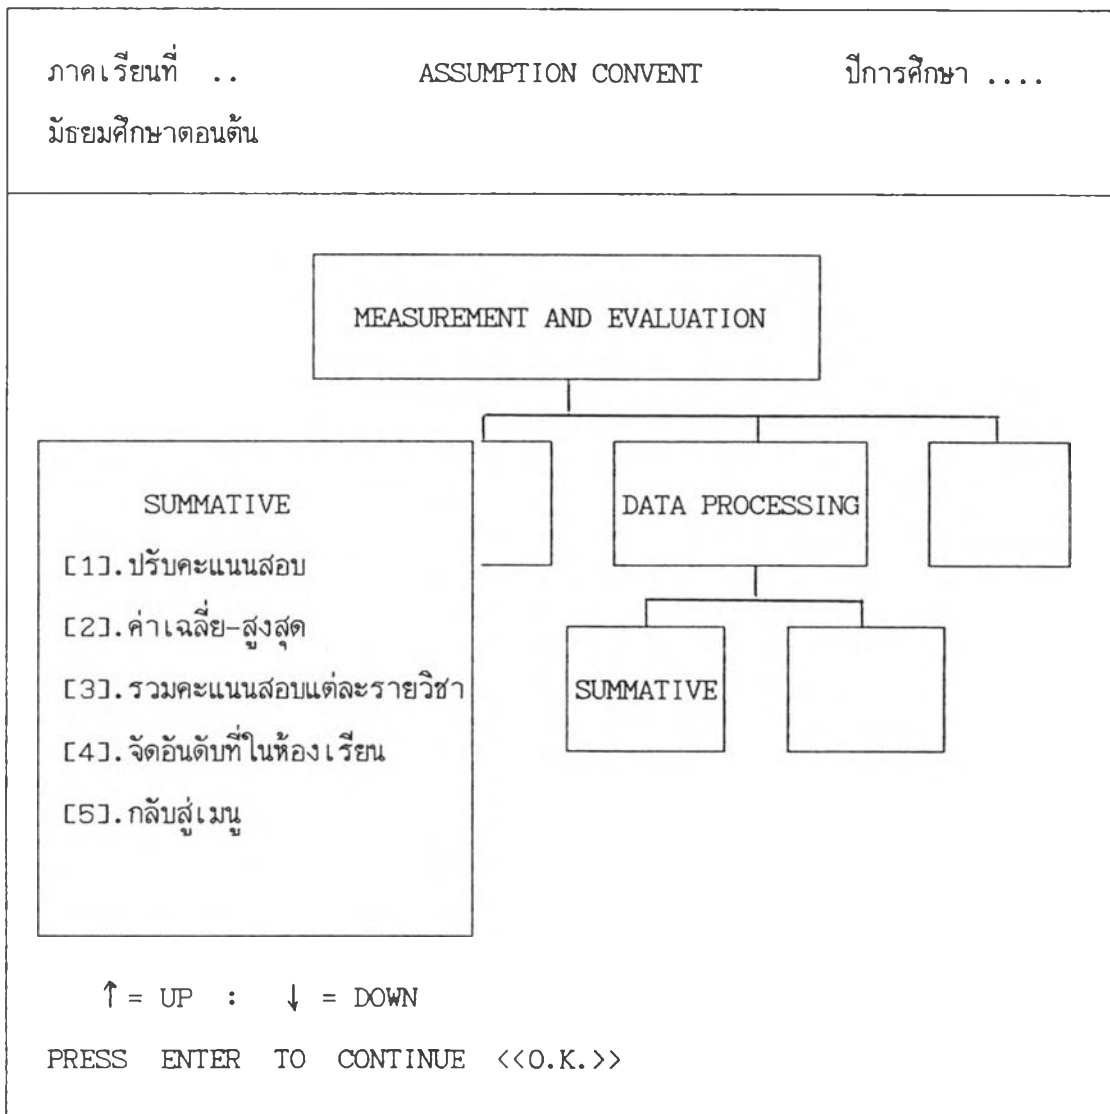 ภาคเรียนที่ .. ASSUMPTION CONVENT ปีการศึกษา ....
มัธยมศึกษาตอนต้น
MEASUREMENT AND EVALUATION
DATA PROCESSING
SUMMATIVE
SUMMATIVE
[1].ปรับคะแนนสอบ
[2].ค่าเฉลี่ย-สูงสุด
[3].รวมคะแนนสอบแต่ละรายวิชา
[4].จัดอันดับที่ในห้องเรียน
[5].กลับสู่เมนู
↑ = UP : ↓ = DOWN
PRESS ENTER TO CONTINUE <<O.K.>>